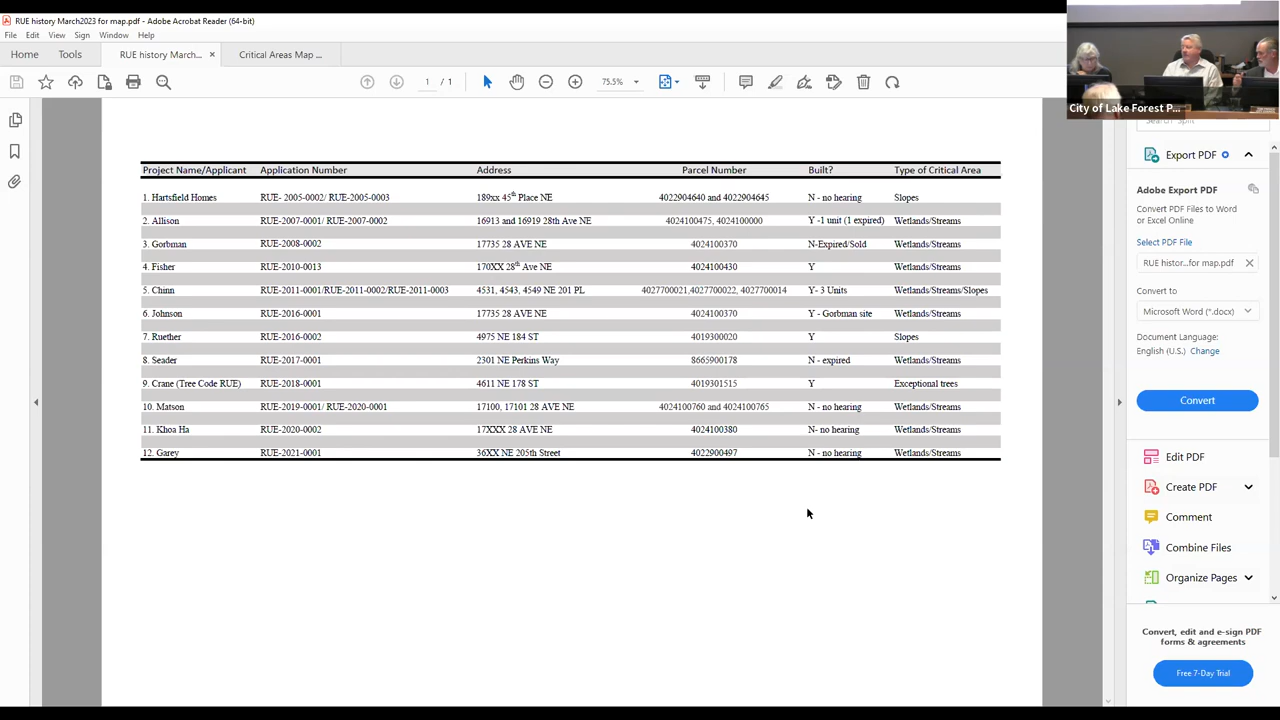 RUE history March2023 for map.pdf - Adobe Acrobat Reader (64-bit)
File Edit View Sign Window Help
Home Tools RUE history March... × Critical Areas Map ...
1 / 1 75.5%
City of Lake Forest P...
Export PDF
Adobe Export PDF
Convert PDF Files to Word
or Excel Online
Select PDF File
RUE histor...for map.pdf
Convert to
Microsoft Word (*.docx)
Document Language:
English (U.S.) Change
Convert
Edit PDF
Create PDF
Comment
Combine Files
Organize Pages
Convert, edit and e-sign PDF
forms & agreements
Free 7-Day Trial
Project Name/Applicant Application Number Address Parcel Number Built? Type of Critical Area
1. Hartsfield Homes RUE- 2005-0002/ RUE-2005-0003 189xx 45th Place NE 4022904640 and 4022904645 N - no hearing Slopes
2. Allison RUE-2007-0001/ RUE-2007-0002 16913 and 16919 28th Ave NE 4024100475, 4024100000 Y -1 unit (1 expired) Wetlands/Streams
3. Gorbman RUE-2008-0002 17735 28 AVE NE 4024100370 N-Expired/Sold Wetlands/Streams
4. Fisher RUE-2010-0013 170XX 28th Ave NE 4024100430 Y Wetlands/Streams
5. Chinn RUE-2011-0001/RUE-2011-0002/RUE-2011-0003 4531, 4543, 4549 NE 201 PL 4027700021,4027700022, 4027700014 Y- 3 Units Wetlands/Streams/Slopes
6. Johnson RUE-2016-0001 17735 28 AVE NE 4024100370 Y - Gorbman site Wetlands/Streams
7. Ruether RUE-2016-0002 4975 NE 184 ST 4019300020 Y Slopes
8. Seader RUE-2017-0001 2301 NE Perkins Way 8665900178 N - expired Wetlands/Streams
9. Crane (Tree Code RUE) RUE-2018-0001 4611 NE 178 ST 4019301515 Y Exceptional trees
10. Matson RUE-2019-0001/ RUE-2020-0001 17100, 17101 28 AVE NE 4024100760 and 4024100765 N - no hearing Wetlands/Streams
11. Khoa Ha RUE-2020-0002 17XXX 28 AVE NE 4024100380 N- no hearing Wetlands/Streams
12. Garey RUE-2021-0001 36XX NE 205th Street 4022900497 N - no hearing Wetlands/Streams